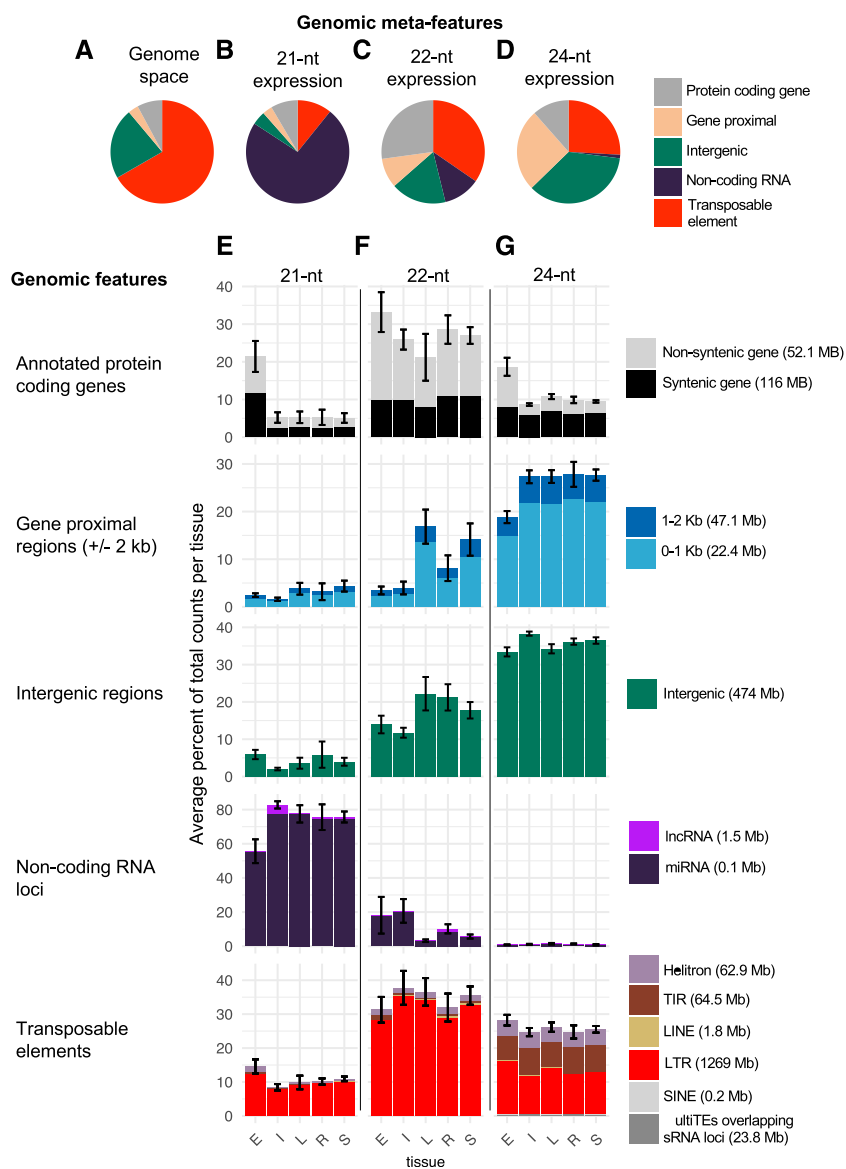 Genomic meta-features
A
Genome
space
B
21-nt
expression
C
22-nt
expression
D
24-nt
expression
Protein coding gene
Gene proximal
Intergenic
Non-coding RNA
Transposable
element
Genomic features
E
21-nt
F
22-nt
G
24-nt
Average percent of total counts per tissue
Annotated protein
coding genes
40
30
20
10
0
Non-syntenic gene (52.1 MB)
Syntenic gene (116 MB)
Gene proximal
regions (+/- 2 kb)
30
20
10
0
1-2 Kb (47.1 Mb)
0-1 Kb (22.4 Mb)
Intergenic regions
40
30
20
10
0
Intergenic (474 Mb)
Non-coding RNA
loci
80
60
40
20
0
lncRNA (1.5 Mb)
miRNA (0.1 Mb)
Transposable
elements
40
30
20
10
0
Helitron (62.9 Mb)
TIR (64.5 Mb)
LINE (1.8 Mb)
LTR (1269 Mb)
SINE (0.2 Mb)
ultiTEs overlapping
sRNA loci (23.8 Mb)
E I L R S E I L R S E I L R S
tissue